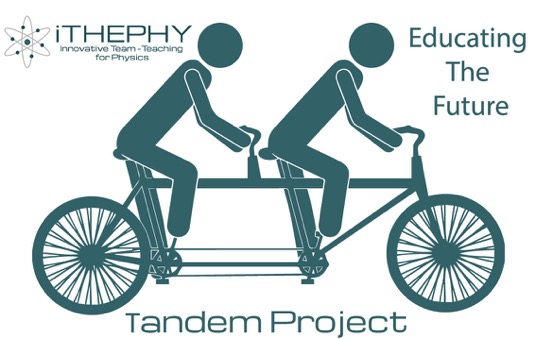 iTHEPHY
Innovative Team-Teaching
for Physics
Educating
The
Future
Tandem Project